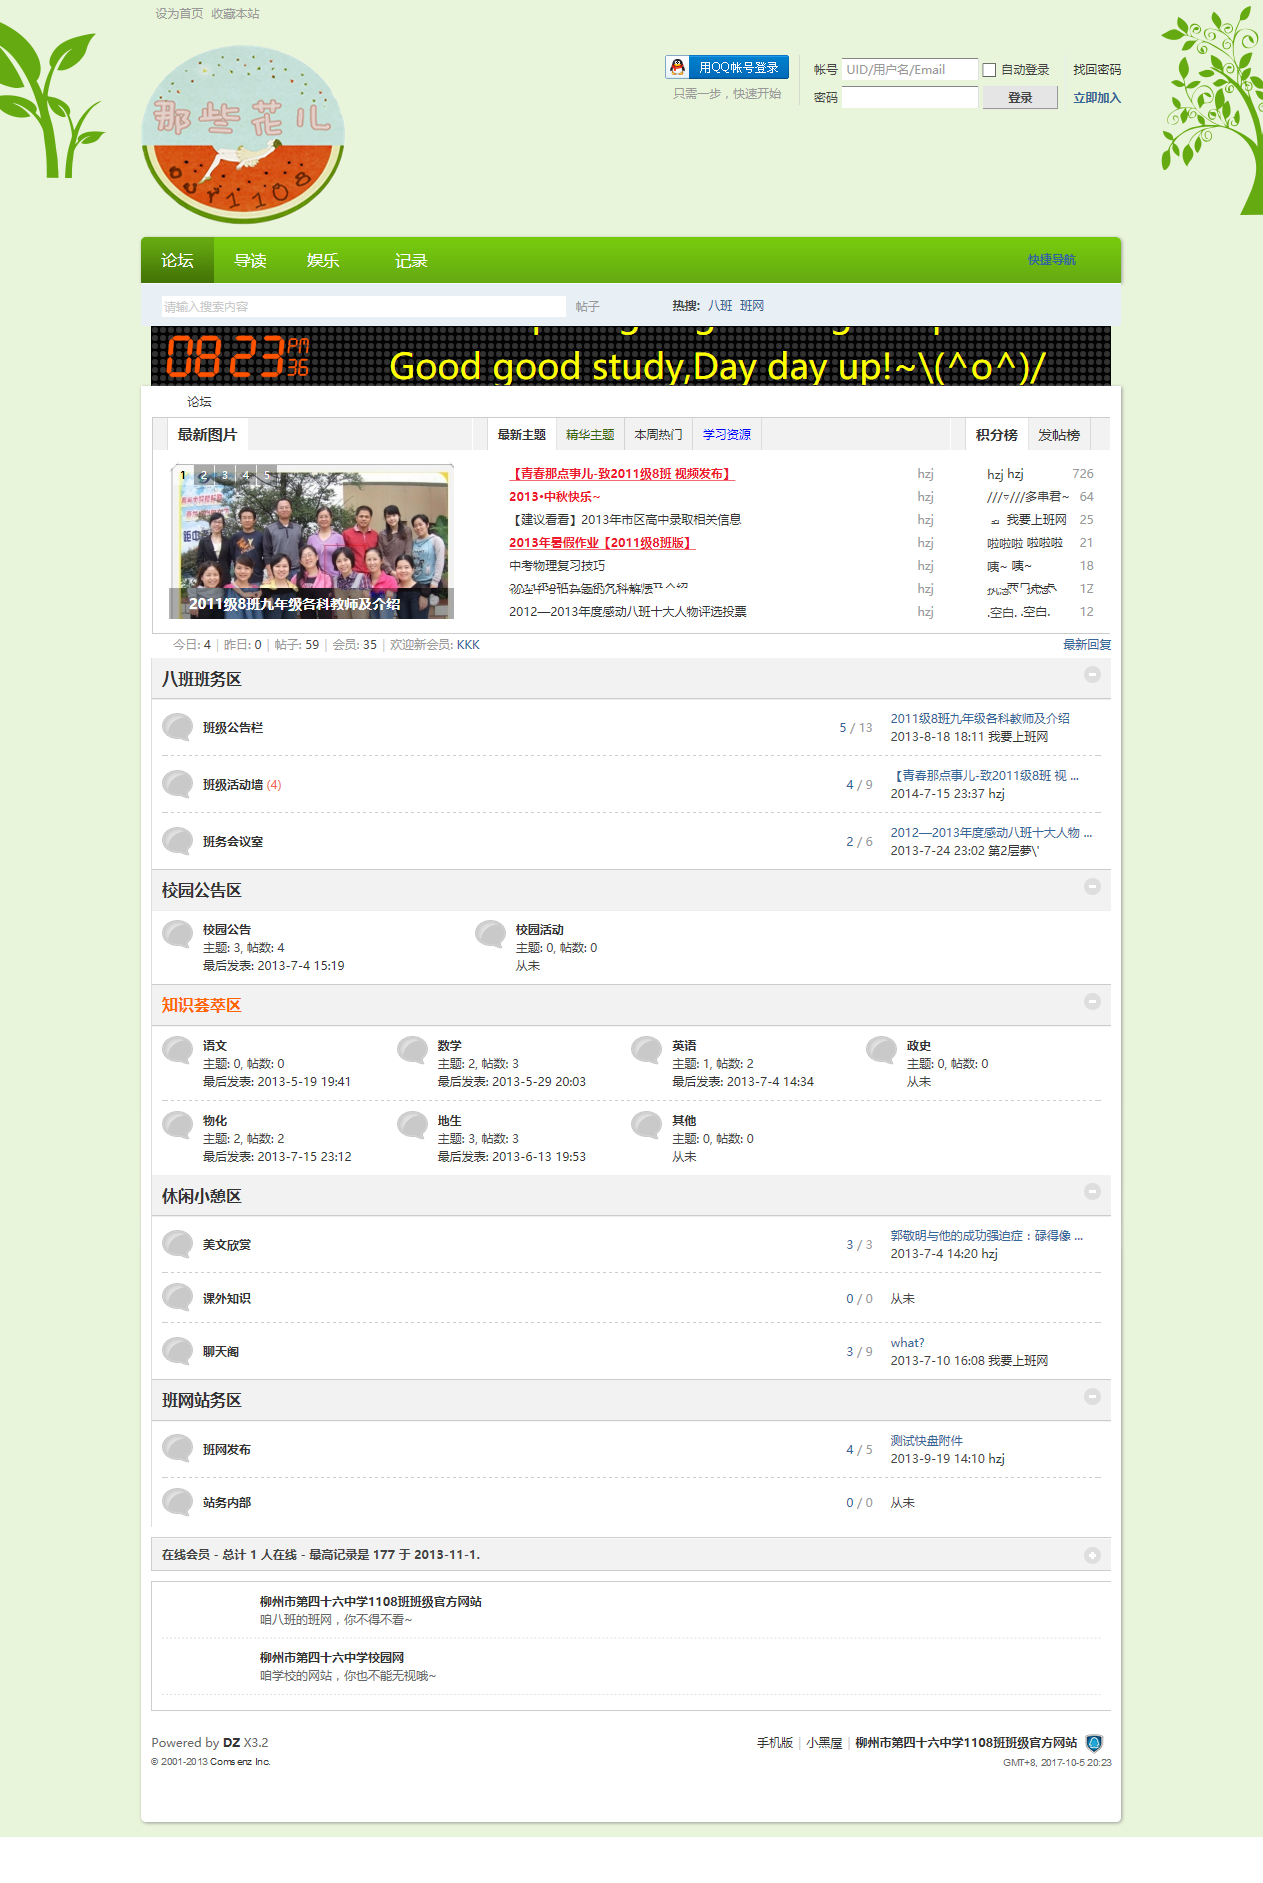 设为首页 收藏本站
那些花儿
our1108
用QQ帐号登录
只需一步，快速开始
帐号 UID/用户名/Email 自动登录 找回密码
密码 登录 立即加入
论坛 导读 娱乐 记录 快捷导航
请输入搜索内容 帖子 热搜: 八班 班网
08 23 PM 36
Good good study,Day day up!~\(^o^)/
论坛
最新图片 最新主题 精华主题 本周热门 学习资源 积分榜 发帖榜
1 2 3 4 5
2011级8班九年级各科教师及介绍
【青春那点事儿-致2011级8班 视频发布】 hzj
2013•中秋快乐~ hzj
【建议看看】2013年市区高中录取相关信息 hzj
2013年暑假作业【2011级8班版】 hzj
中考物理复习技巧 hzj
hzj
2012—2013年度感动八班十大人物评选投票 hzj
hzj hzj 726
///▿///多串君~ 64
我要上班网 25
啦啦啦 啦啦啦 21
咦~ 咦~ 18
12
.空白. .空白. 12
今日: 4 | 昨日: 0 | 帖子: 59 | 会员: 35 | 欢迎新会员: KKK 最新回复
八班班务区
班级公告栏 5 / 13 2011级8班九年级各科教师及介绍
2013-8-18 18:11 我要上班网
班级活动墙 (4) 4 / 9 【青春那点事儿-致2011级8班 视 ...
2014-7-15 23:37 hzj
班务会议室 2 / 6 2012—2013年度感动八班十大人物 ...
2013-7-24 23:02 第2层夢\'
校园公告区
校园公告 校园活动
主题: 3, 帖数: 4 主题: 0, 帖数: 0
最后发表: 2013-7-4 15:19 从未
知识荟萃区
语文 数学 英语 政史
主题: 0, 帖数: 0 主题: 2, 帖数: 3 主题: 1, 帖数: 2 主题: 0, 帖数: 0
最后发表: 2013-5-19 19:41 最后发表: 2013-5-29 20:03 最后发表: 2013-7-4 14:34 从未
物化 地生 其他
主题: 2, 帖数: 2 主题: 3, 帖数: 3 主题: 0, 帖数: 0
最后发表: 2013-7-15 23:12 最后发表: 2013-6-13 19:53 从未
休闲小憩区
美文欣赏 3 / 3 郭敬明与他的成功强迫症：碌得像 ...
2013-7-4 14:20 hzj
课外知识 0 / 0 从未
聊天阁 3 / 9 what?
2013-7-10 16:08 我要上班网
班网站务区
班网发布 4 / 5 测试快盘附件
2013-9-19 14:10 hzj
站务内部 0 / 0 从未
在线会员 - 总计 1 人在线 - 最高记录是 177 于 2013-11-1.
柳州市第四十六中学1108班班级官方网站
咱八班的班网，你不得不看~
柳州市第四十六中学校园网
咱学校的网站，你也不能无视哦~
Powered by DZ X3.2 手机版 | 小黑屋 | 柳州市第四十六中学1108班班级官方网站
© 2001-2013 Comsenz Inc. GMT+8, 2017-10-5 20:23